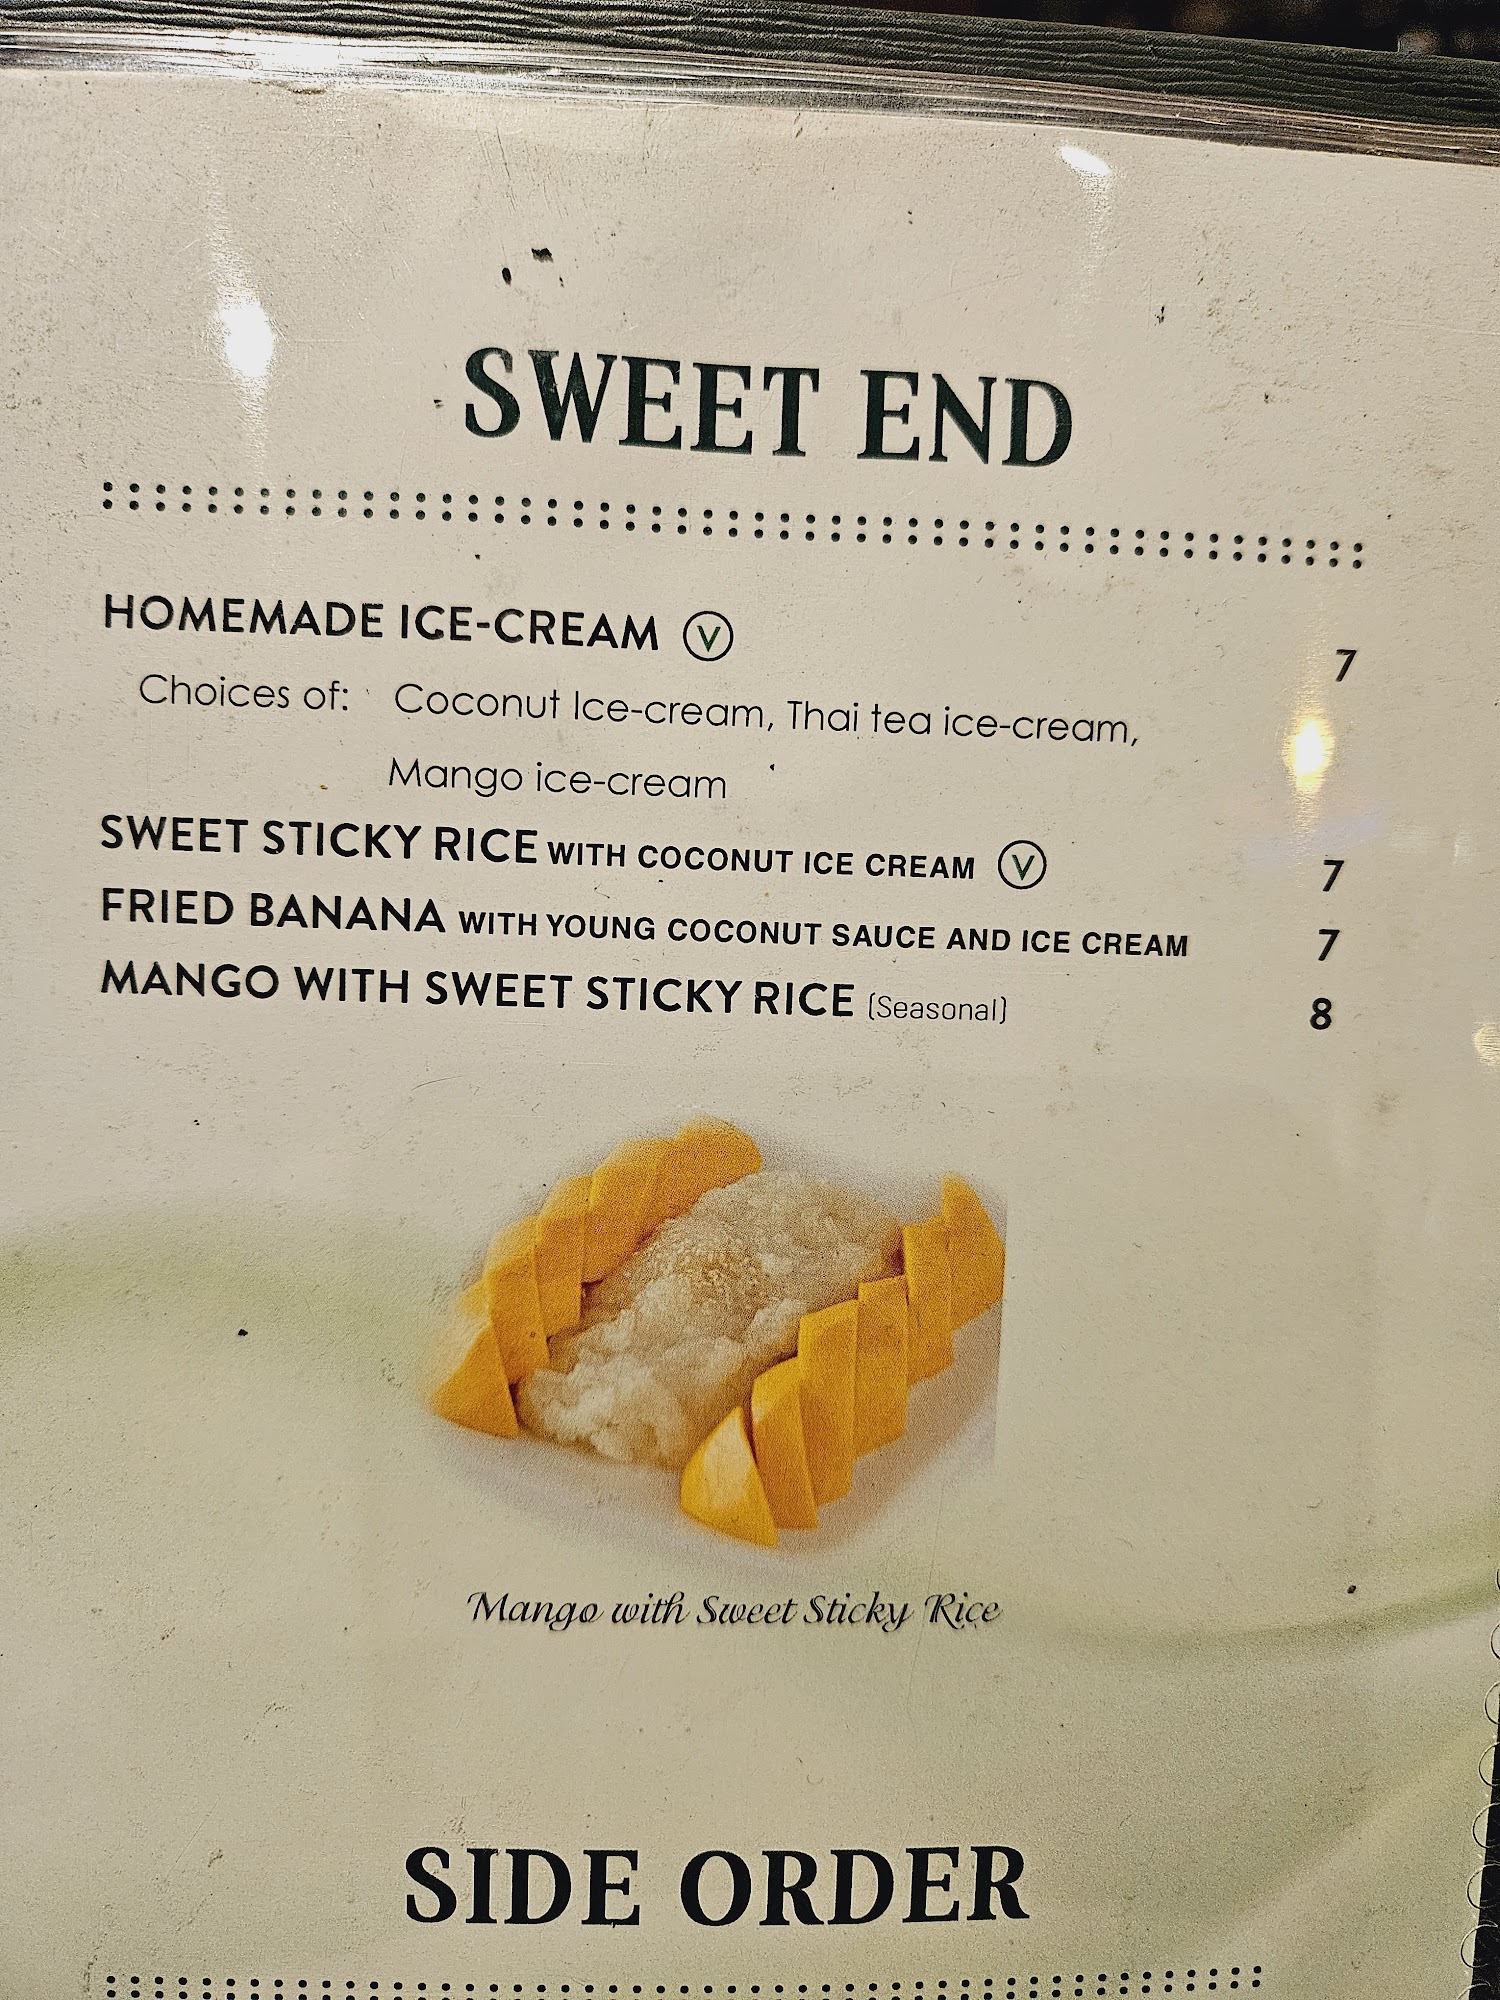 SWEET END
HOMEMADE ICE-CREAM Ⓥ 7
Choices of: Coconut Ice-cream, Thai tea ice-cream,
Mango ice-cream
SWEET STICKY RICE WITH COCONUT ICE CREAM Ⓥ 7
FRIED BANANA WITH YOUNG COCONUT SAUCE AND ICE CREAM 7
MANGO WITH SWEET STICKY RICE (Seasonal) 8
Mango with Sweet Sticky Rice
SIDE ORDER